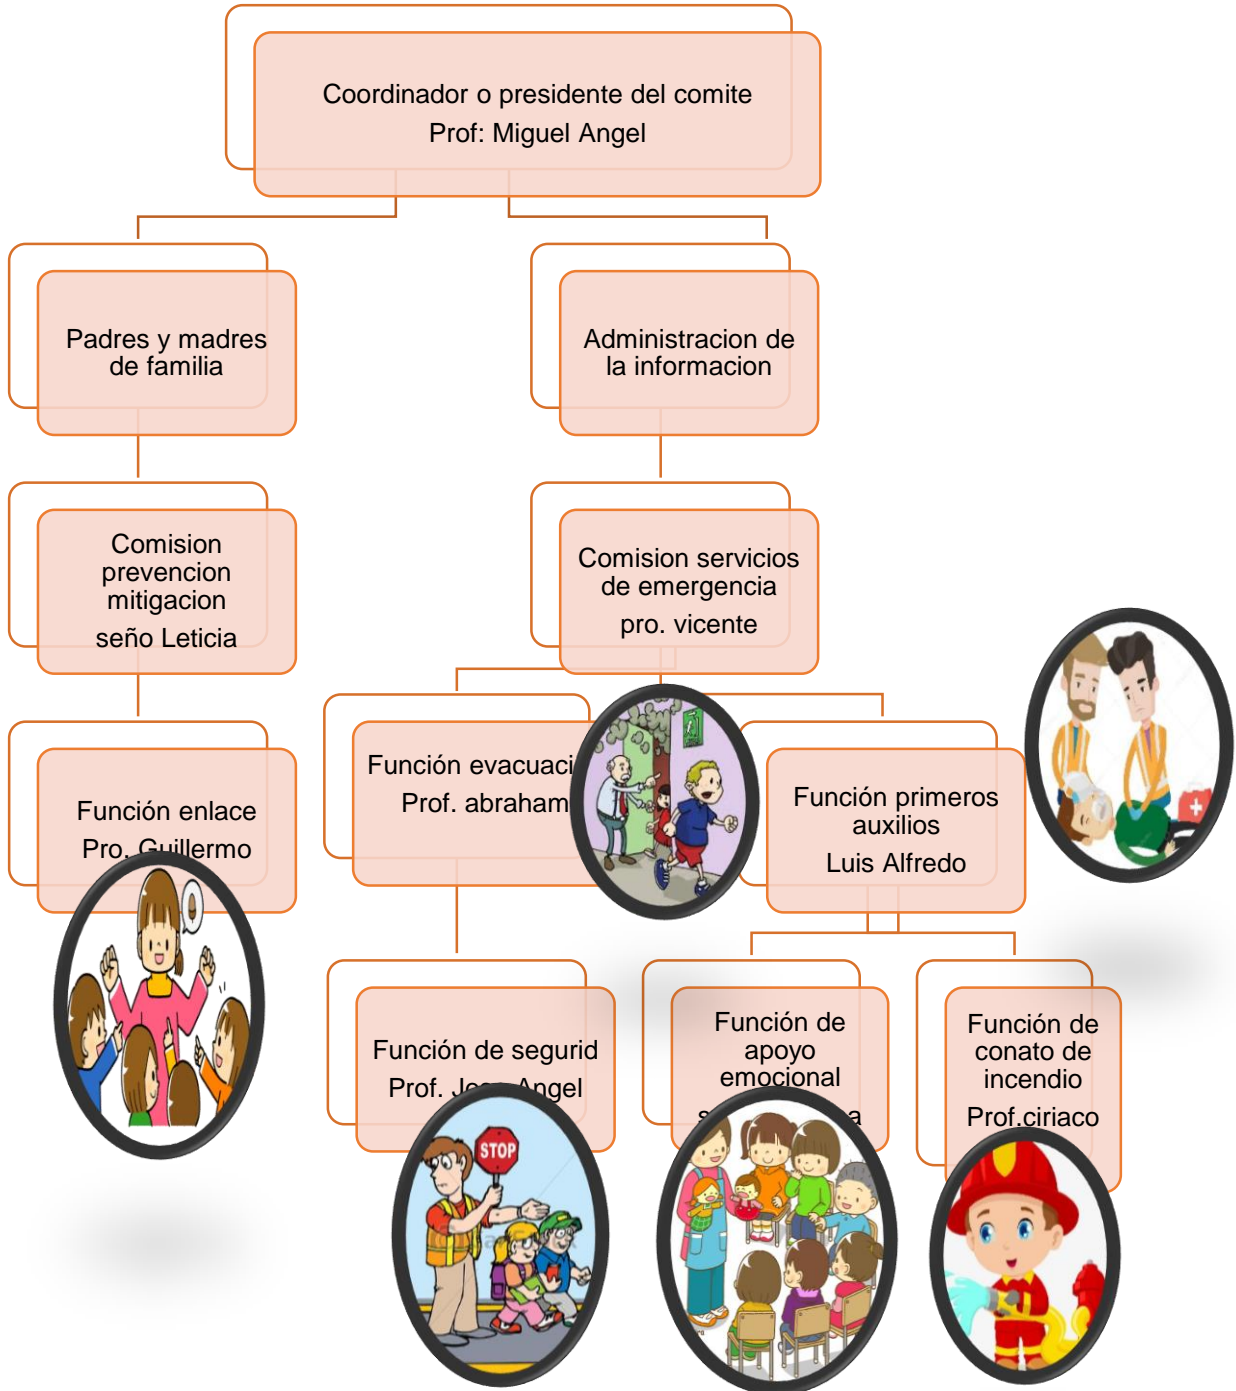 Coordinador o presidente del comite
Prof: Miguel Angel
Padres y madres
de familia
Administracion de
la informacion
Comision
prevencion
mitigacion
seño Leticia
Comision servicios
de emergencia
pro. vicente
Función enlace
Pro. Guillermo
Función evacuaci
Prof. abraham
Función primeros
auxilios
Luis Alfredo
Función de segurid
Prof. Angel
STOP
Función de
apoyo
emocional
Función de
conato de
incendio
Prof.ciriaco